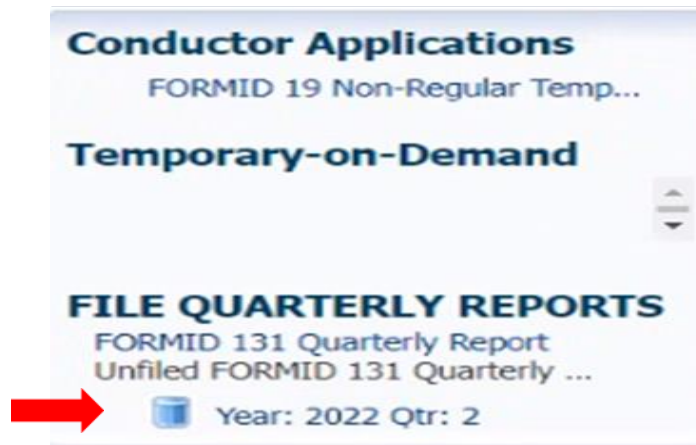 Conductor Applications
FORMID 19 Non-Regular Temp...
Temporary-on-Demand
FILE QUARTERLY REPORTS
FORMID 131 Quarterly Report
Unfiled FORMID 131 Quarterly ...
Year: 2022 Qtr: 2